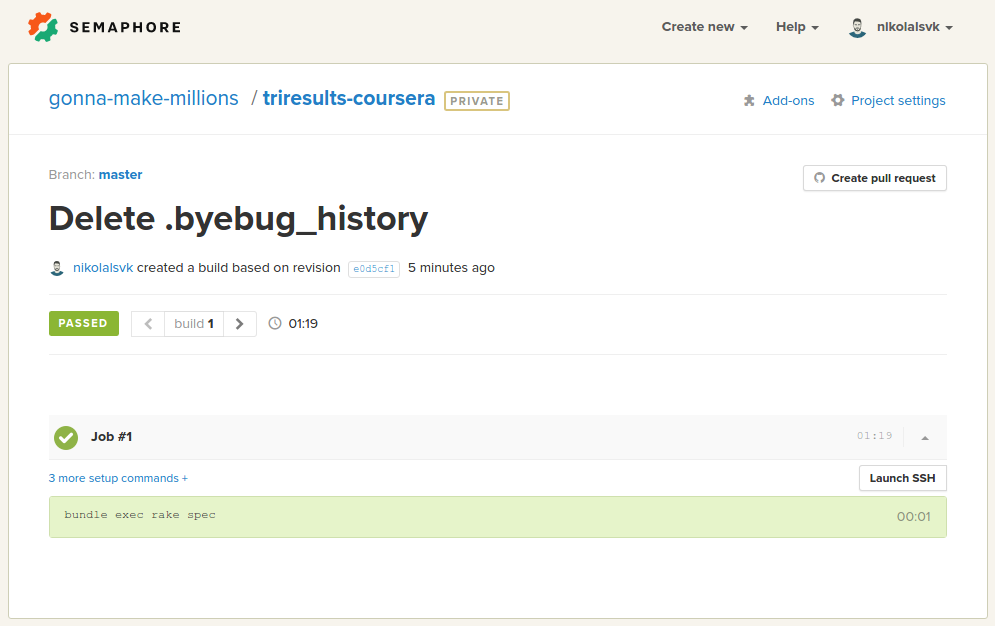 SEMAPHORE
Create new
Help
nikolalsvk
gonna-make-millions / triresults-coursera PRIVATE
Add-ons
Project settings
Branch: master
Create pull request
Delete .byebug_history
nikolalsvk created a build based on revision e0d5cf1 5 minutes ago
PASSED
build 1
01:19
Job #1
01:19
3 more setup commands +
Launch SSH
bundle exec rake spec
00:01